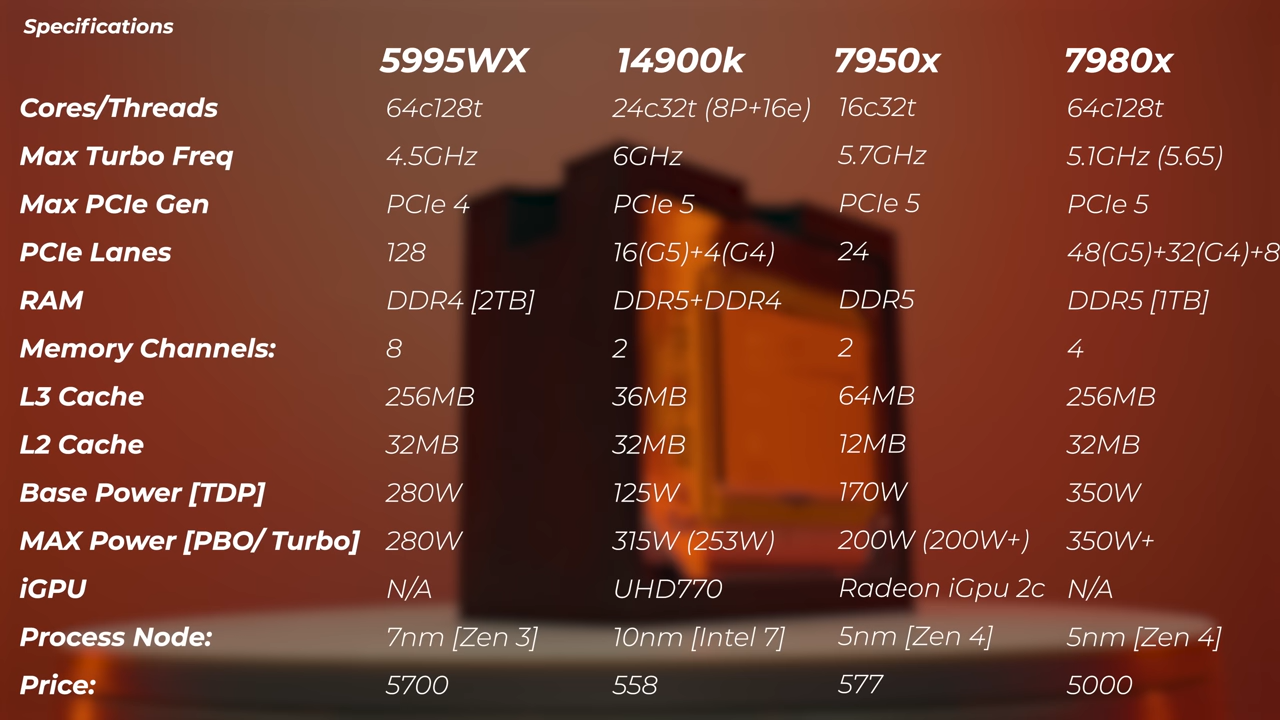 Specifications
5995WX 14900k 7950x 7980x
Cores/Threads 64c128t 24c32t (8P+16e) 16c32t 64c128t
Max Turbo Freq 4.5GHz 6GHz 5.7GHz 5.1GHz (5.65)
Max PCIe Gen PCIe 4 PCIe 5 PCIe 5 PCIe 5
PCIe Lanes 128 16(G5)+4(G4) 24 48(G5)+32(G4)+8
RAM DDR4 [2TB] DDR5+DDR4 DDR5 DDR5 [1TB]
Memory Channels: 8 2 2 4
L3 Cache 256MB 36MB 64MB 256MB
L2 Cache 32MB 32MB 12MB 32MB
Base Power [TDP] 280W 125W 170W 350W
MAX Power [PBO/ Turbo] 280W 315W (253W) 200W (200W+) 350W+
iGPU N/A UHD770 Radeon iGpu 2c N/A
Process Node: 7nm [Zen 3] 10nm [Intel 7] 5nm [Zen 4] 5nm [Zen 4]
Price: 5700 558 577 5000